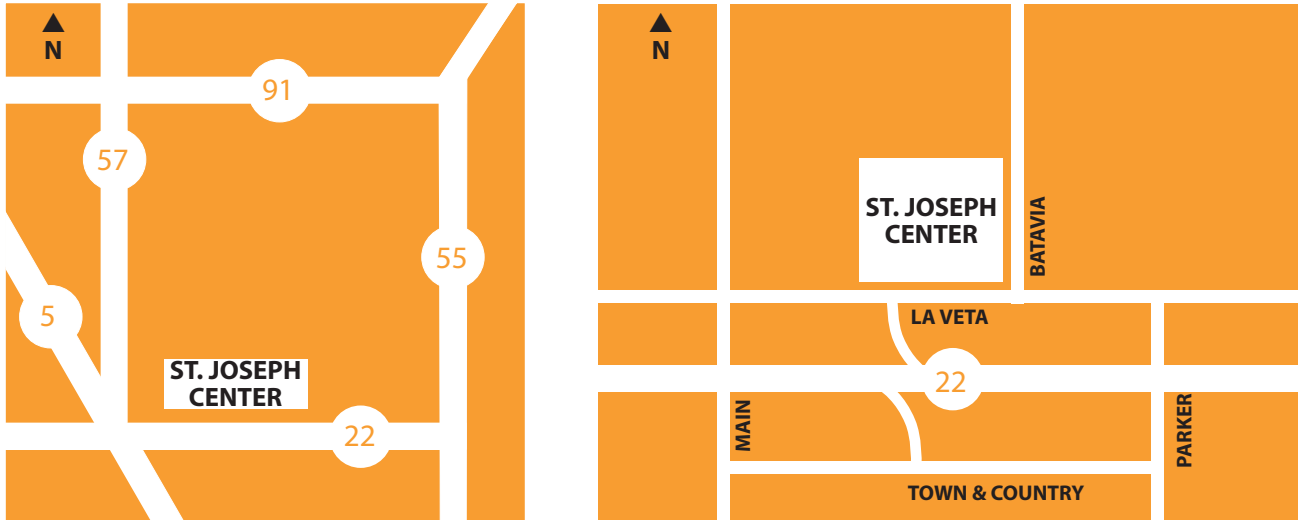 N
91
57
55
5
ST. JOSEPH
CENTER
22
N
ST. JOSEPH
CENTER
BATAVIA
LA VETA
22
MAIN
PARKER
TOWN & COUNTRY